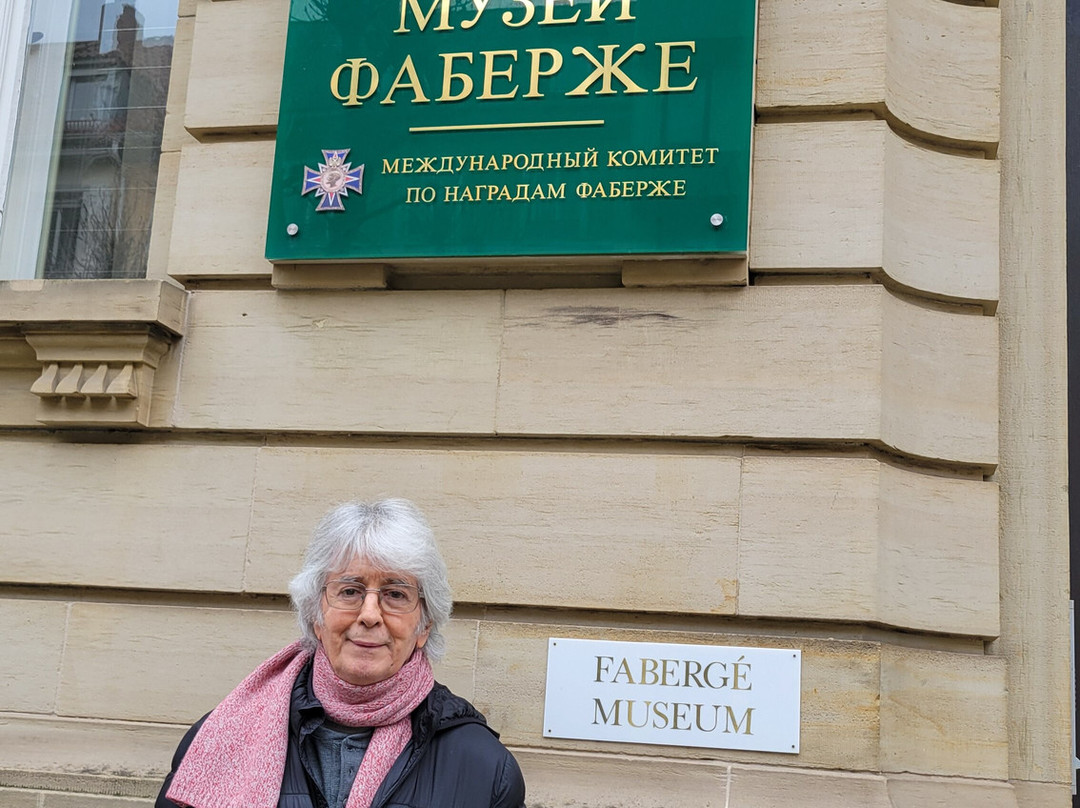 МУЗЕЙ
ФАБЕРЖЕ
МЕЖДУНАРОДНЫЙ КОМИТЕТ
ПО НАГРАДАМ ФАБЕРЖЕ
FABERGÉ
MUSEUM